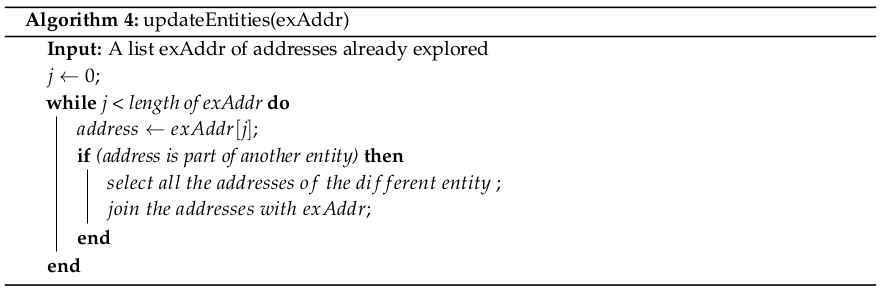 Algorithm 4: updateEntities(exAddr)
Input: A list exAddr of addresses already explored
j ← 0;
while j < length of exAddr do
address ← exAddr[j];
if (address is part of another entity) then
select all the addresses of the different entity ;
join the addresses with exAddr;
end
end